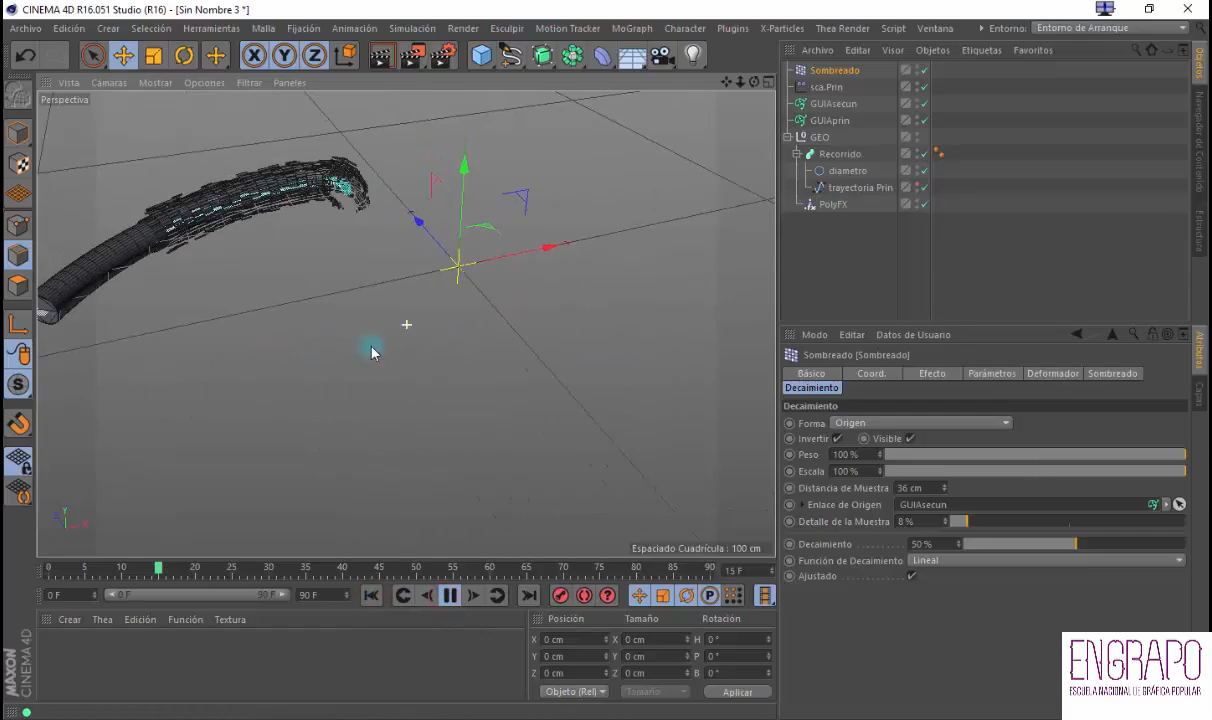 CINEMA 4D R16.051 Studio (R16) - [Sin Nombre 3 *]
Archivo Edición Crear Selección Herramientas Malla Fijación Animación Simulación Render Esculpir Motion Tracker MoGraph Character Plugins X-Particles Thea Render Script Ventana Entorno: Entorno de Arranque
X Y Z
Vista Cámaras Mostrar Opciones Filtrar Paneles
Perspectiva
Y
Z X
Espaciado Cuadrícula : 100 cm
0 5 10 15 20 25 30 35 40 45 50 55 60 65 70 75 80 85 90 15 F
0 F 0 F 90 F 90 F
Crear Thea Edición Función Textura
Posición Tamaño Rotación
X 0 cm X 0 cm H 0 °
Y 0 cm Y 0 cm P 0 °
Z 0 cm Z 0 cm B 0 °
Objeto (Rel) Tamaño Aplicar
MAXON
CINEMA 4D
Archivo Editar Visor Objetos Etiquetas Favoritos
Sombreado
sca.Prin
GUIAsecun
GUIAprin
GEO
Recorrido
diametro
trayectoria Prin
PolyFX
Modo Editar Datos de Usuario
Sombreado [Sombreado]
Básico Coord. Efecto Parámetros Deformador Sombreado
Decaimiento
Decaimiento
Forma Origen
Invertir Visible
Peso 100 %
Escala 100 %
Distancia de Muestra 36 cm
Enlace de Origen GUIAsecun
Detalle de la Muestra 8 %
Decaimiento 50 %
Función de Decaimiento Lineal
Ajustado
Objetos
Navegador de Contenido
Estructura
Atributos
Capas
ENGRAPO
ESCUELA NACIONAL DE GRÁFICA POPULAR